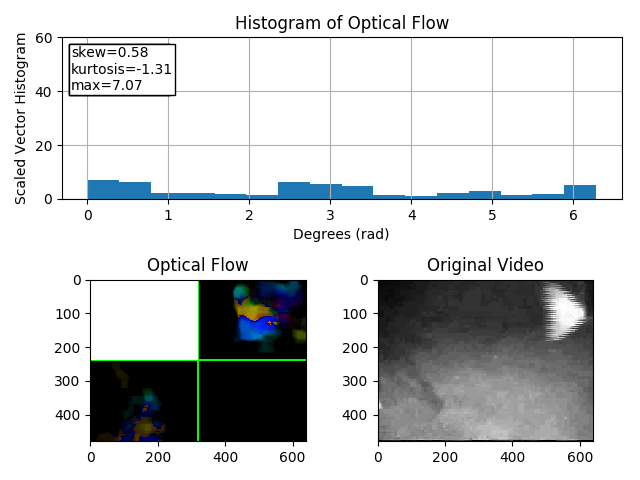 Histogram of Optical Flow
60
40
20
0
Scaled Vector Histogram
skew=0.58
kurtosis=-1.31
max=7.07
0 1 2 3 4 5 6
Degrees (rad)
Optical Flow
0
100
200
300
400
0 200 400 600
Original Video
0
100
200
300
400
0 200 400 600